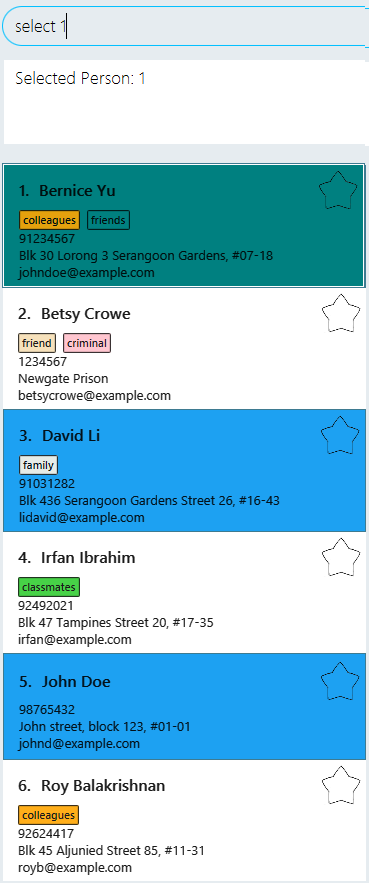 select 1
Selected Person: 1
1. Bernice Yu
colleagues friends
91234567
Blk 30 Lorong 3 Serangoon Gardens, #07-18
johndoe@example.com
2. Betsy Crowe
friend criminal
1234567
Newgate Prison
betsycrowe@example.com
3. David Li
family
91031282
Blk 436 Serangoon Gardens Street 26, #16-43
lidavid@example.com
4. Irfan Ibrahim
classmates
92492021
Blk 47 Tampines Street 20, #17-35
irfan@example.com
5. John Doe
98765432
John street, block 123, #01-01
johnd@example.com
6. Roy Balakrishnan
colleagues
92624417
Blk 45 Aljunied Street 85, #11-31
royb@example.com